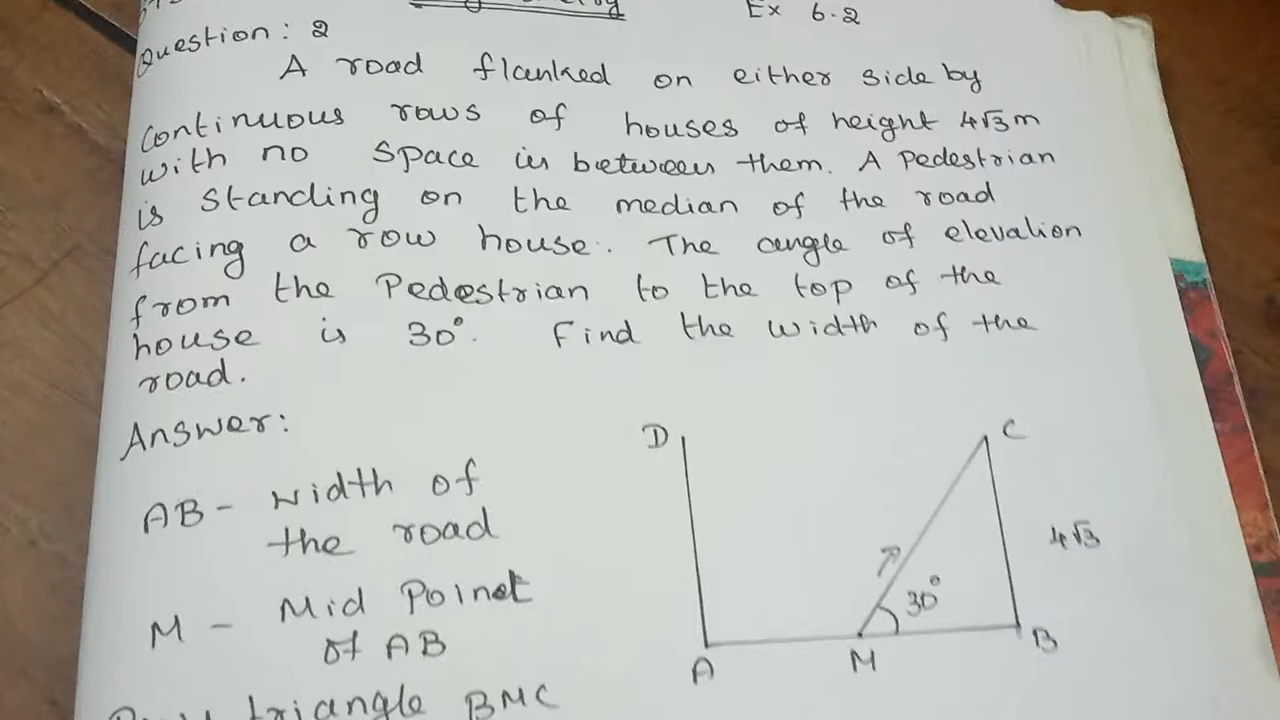 Ex 6.2
Question: 2
A road flanked on either side by
continuous rows of houses of height 4√3 m
with no space in between them. A Pedestrian
is standing on the median of the road
facing a row house. The angle of elevation
from the Pedestrian to the top of the
house is 30°. Find the width of the
road.
Answer:
AB - width of
the road
M - Mid Point
of AB
D
C
4√3
30°
A
M
B
triangle BMC